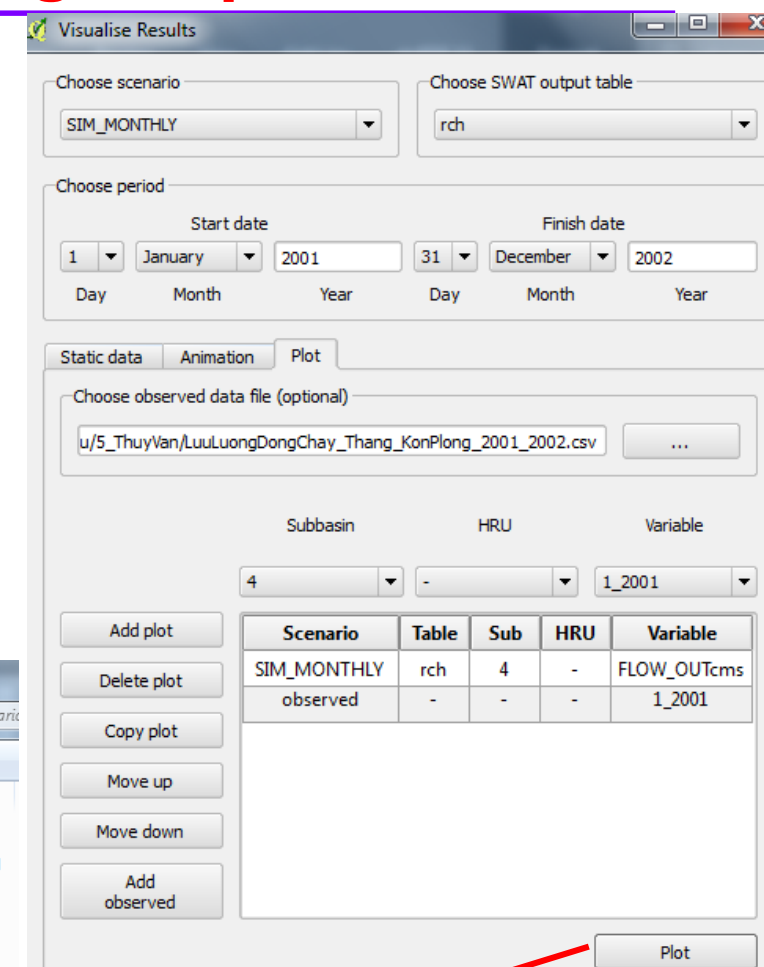 Visualise Results
Choose scenario
Choose SWAT output table
SIM_MONTHLY
rch
Choose period
Start date
Finish date
1 January 2001 31 December 2002
Day Month Year Day Month Year
Static data Animation Plot
Choose observed data file (optional)
u/5_ThuyVan/LuuLuongDongChay_Thang_KonPlong_2001_2002.csv ...
Subbasin HRU Variable
4 - 1_2001
Add plot
Delete plot
Copy plot
Move up
Move down
Add
observed
Scenario Table Sub HRU Variable
SIM_MONTHLY rch 4 - FLOW_OUTcms
observed - - - 1_2001
Plot